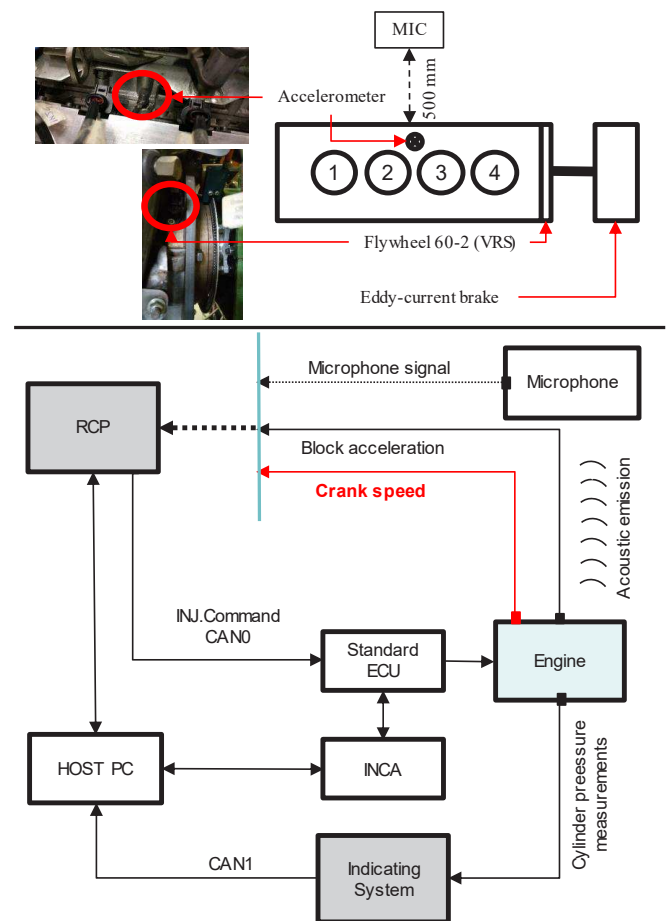 MIC
500 mm
Accelerometer
1 2 3 4
Flywheel 60-2 (VRS)
Eddy-current brake
Microphone signal
Microphone
RCP
Block acceleration
Crank speed
Acoustic emission
INJ.Command
CAN0
Standard
ECU
Engine
HOST PC
INCA
Cylinder preessure
measurements
CAN1
Indicating
System